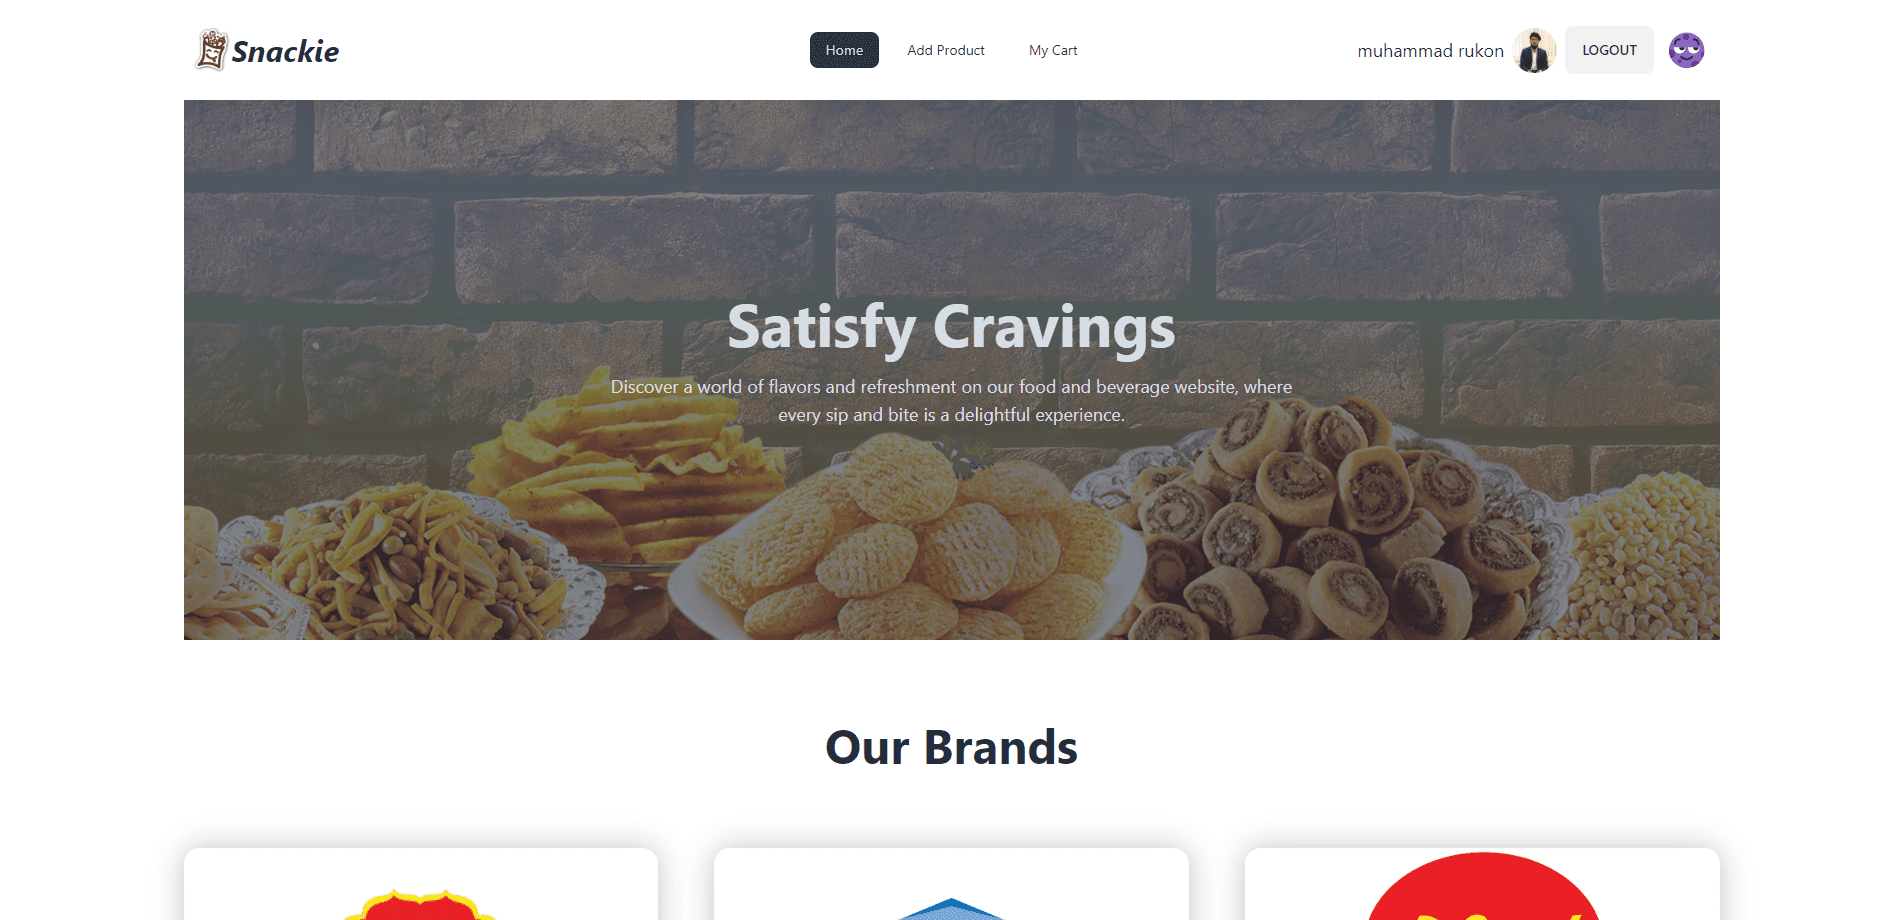 Snackie
Home
Add Product
My Cart
muhammad rukon
LOGOUT
Satisfy Cravings
Discover a world of flavors and refreshment on our food and beverage website, where
every sip and bite is a delightful experience.
Our Brands